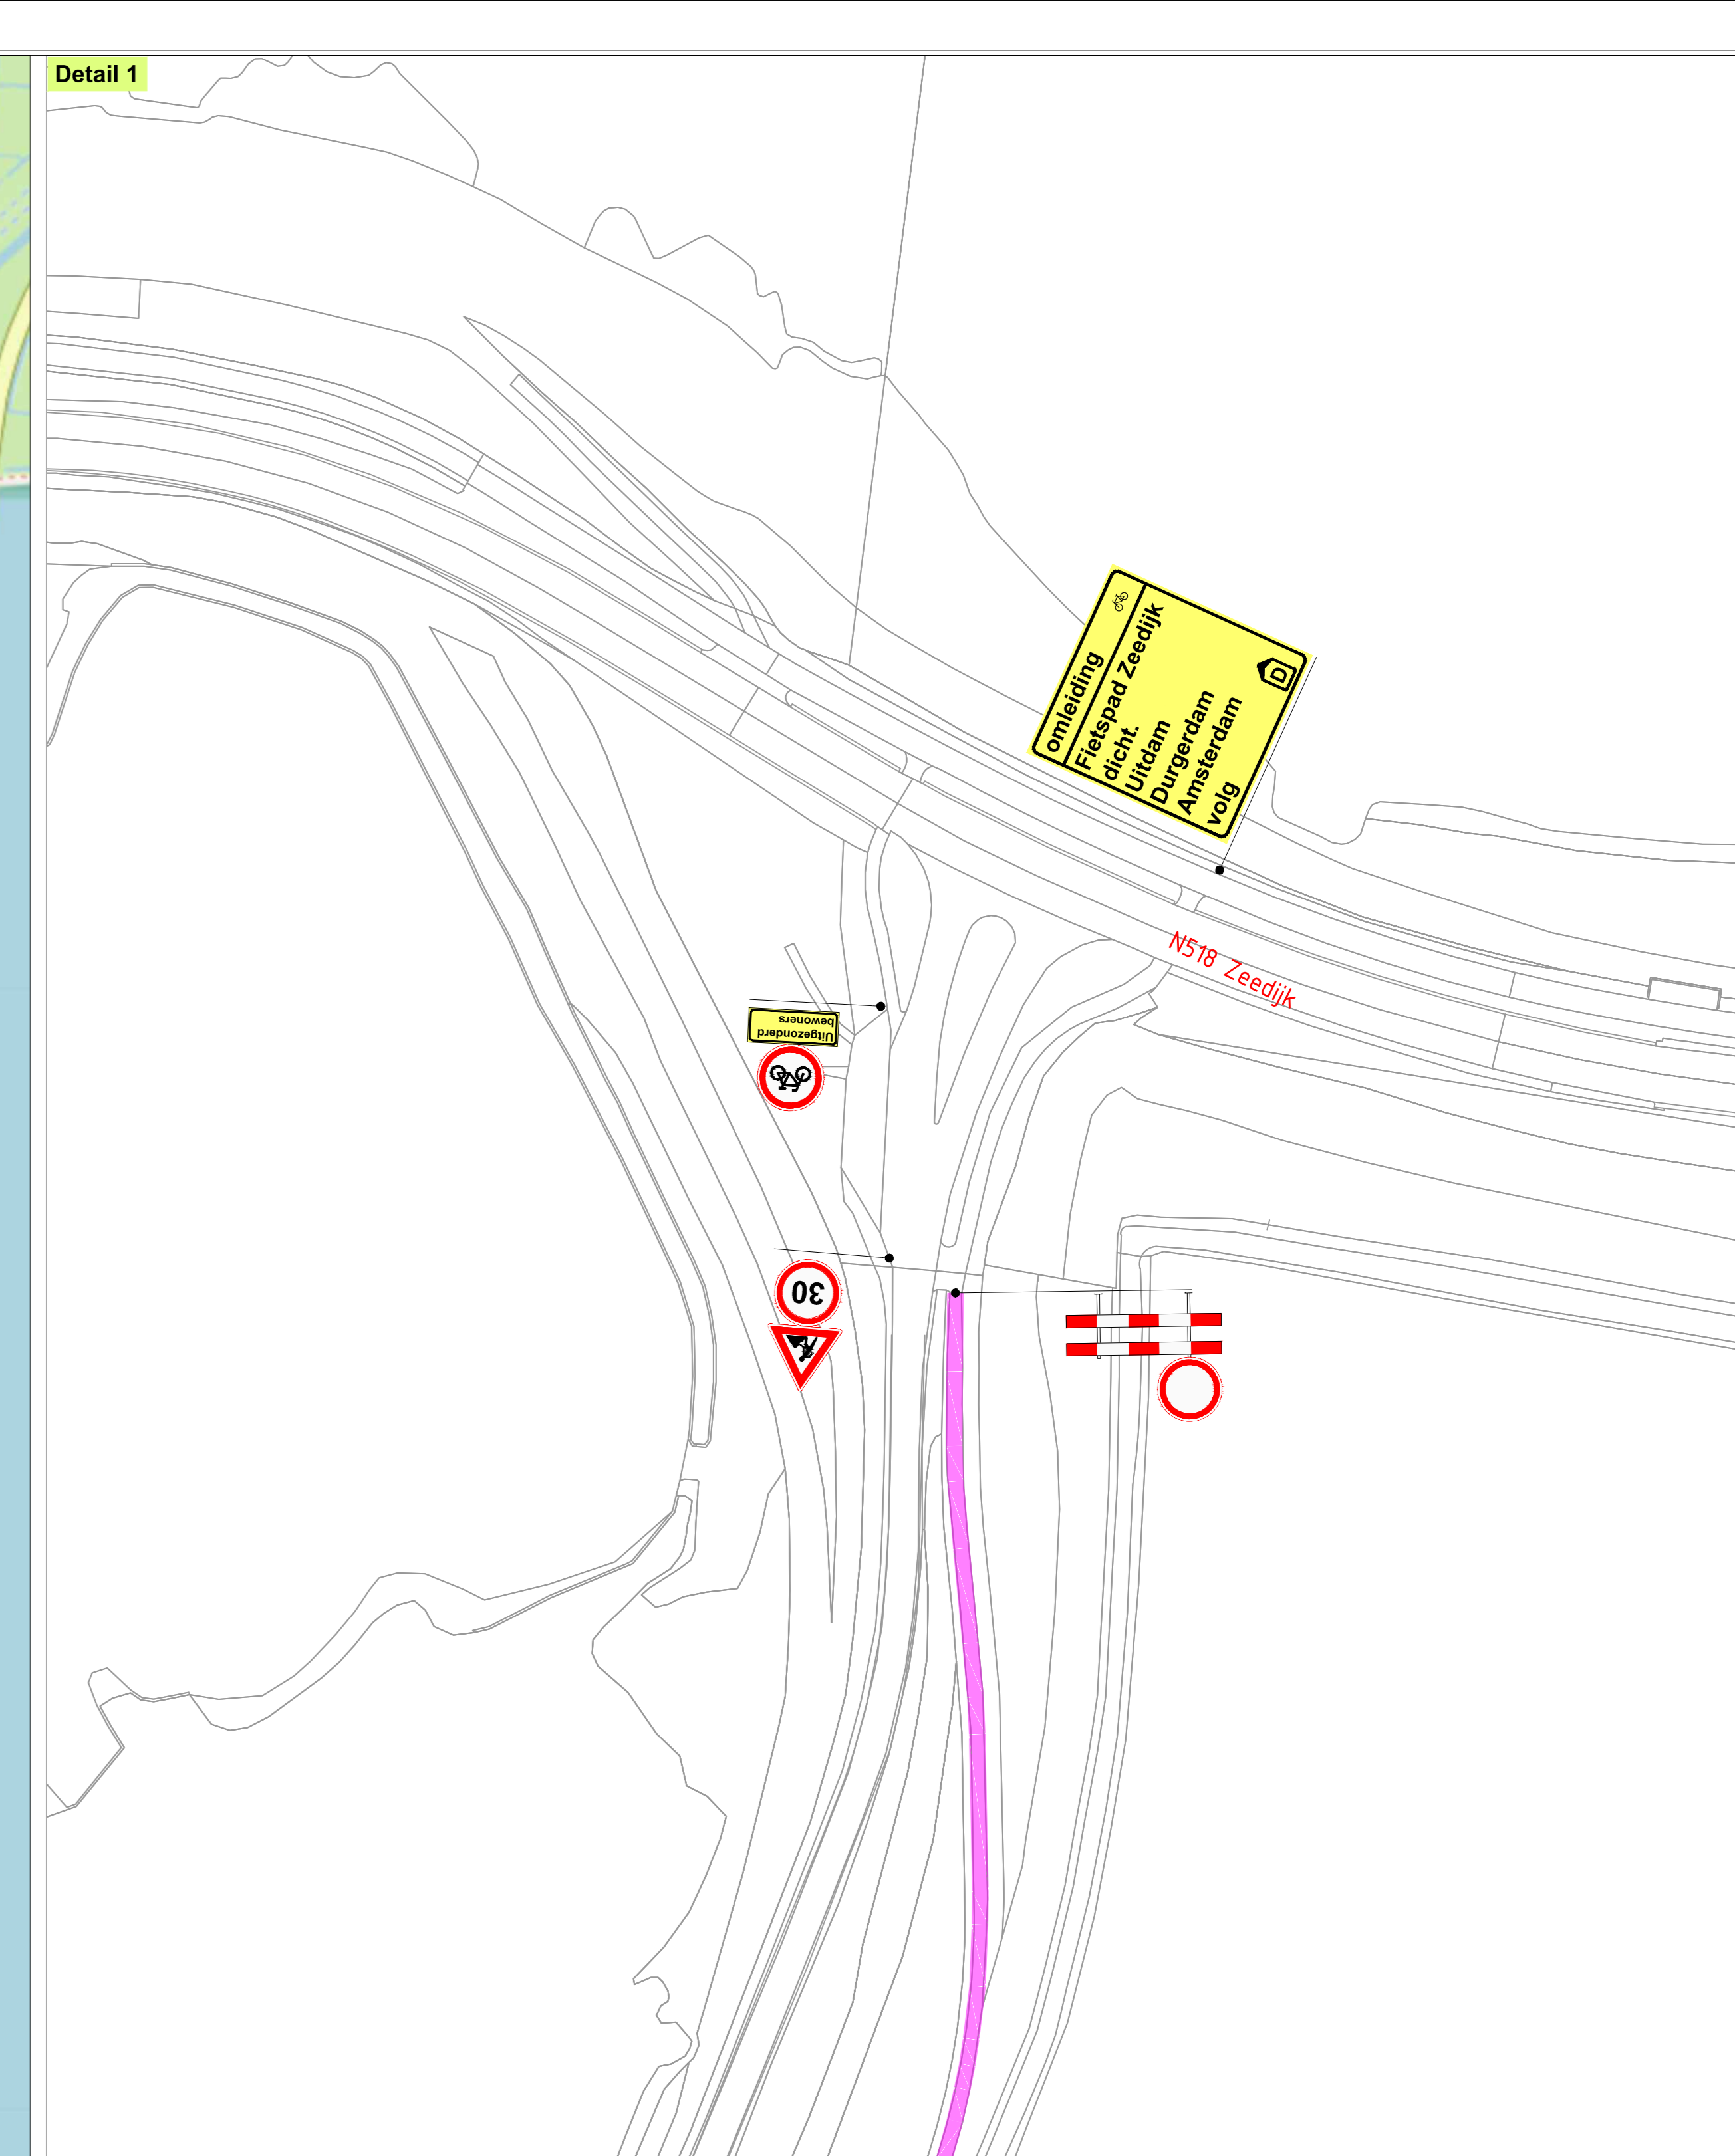 Detail 1
omleiding
Fietspad Zeedijk
dicht.
Uitdam
Durgerdam
Amsterdam
volg D
N518 Zeedijk
Uitgezonderd
bewoners
30